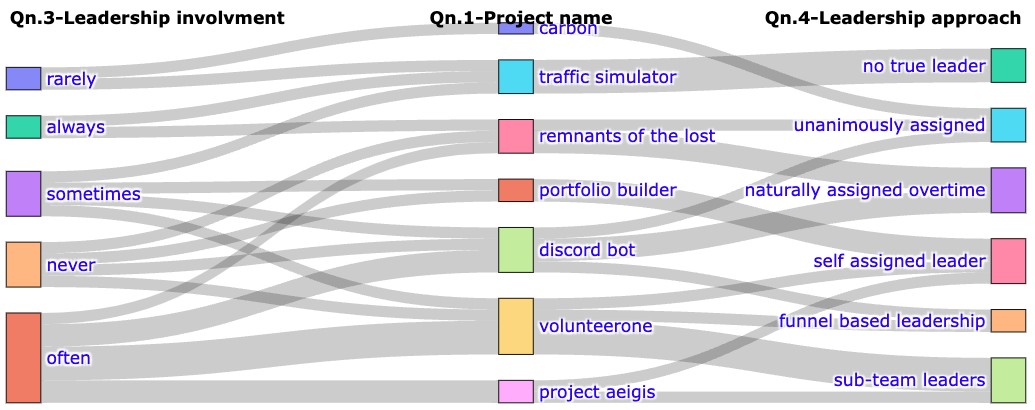 Qn.3-Leadership involvment
Qn.1-Project name
Qn.4-Leadership approach
rarely
always
sometimes
never
often
carbon
traffic simulator
remnants of the lost
portfolio builder
discord bot
volunteerone
project aeigis
no true leader
unanimously assigned
naturally assigned overtime
self assigned leader
funnel based leadership
sub-team leaders